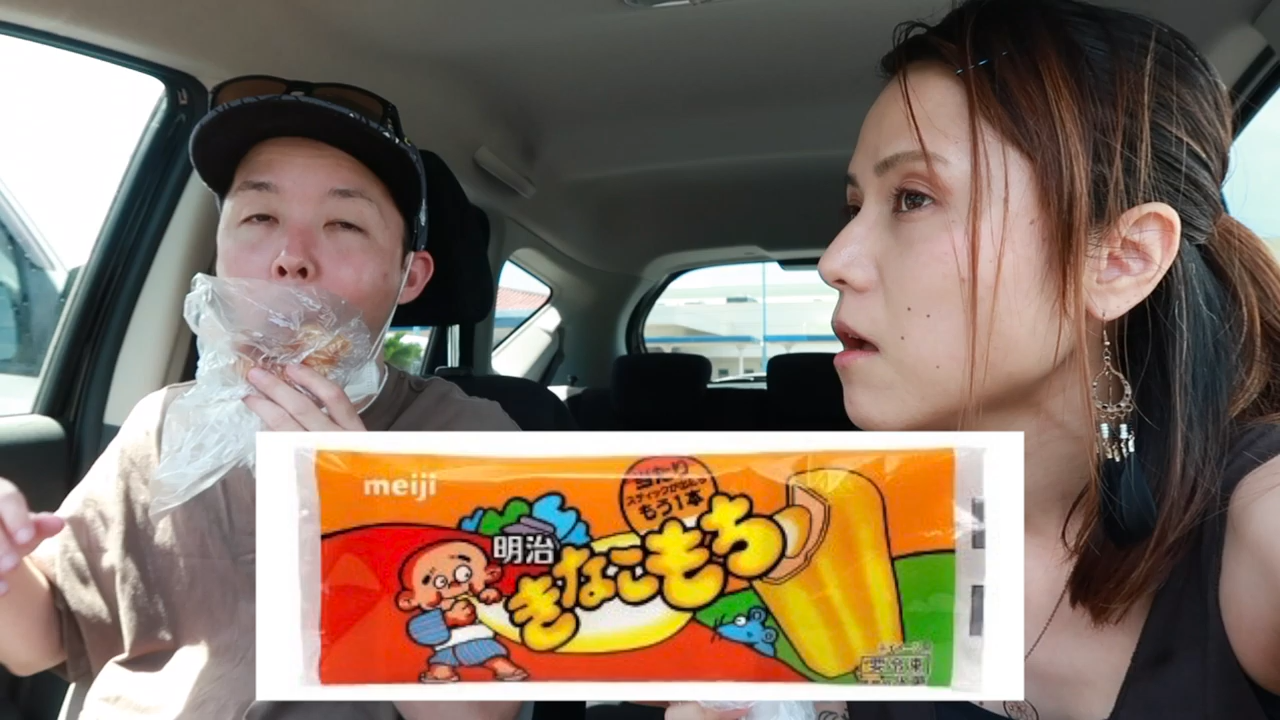 meiji
当たり
スティックが出たら
もう1本
明治
きなこもち
要冷凍